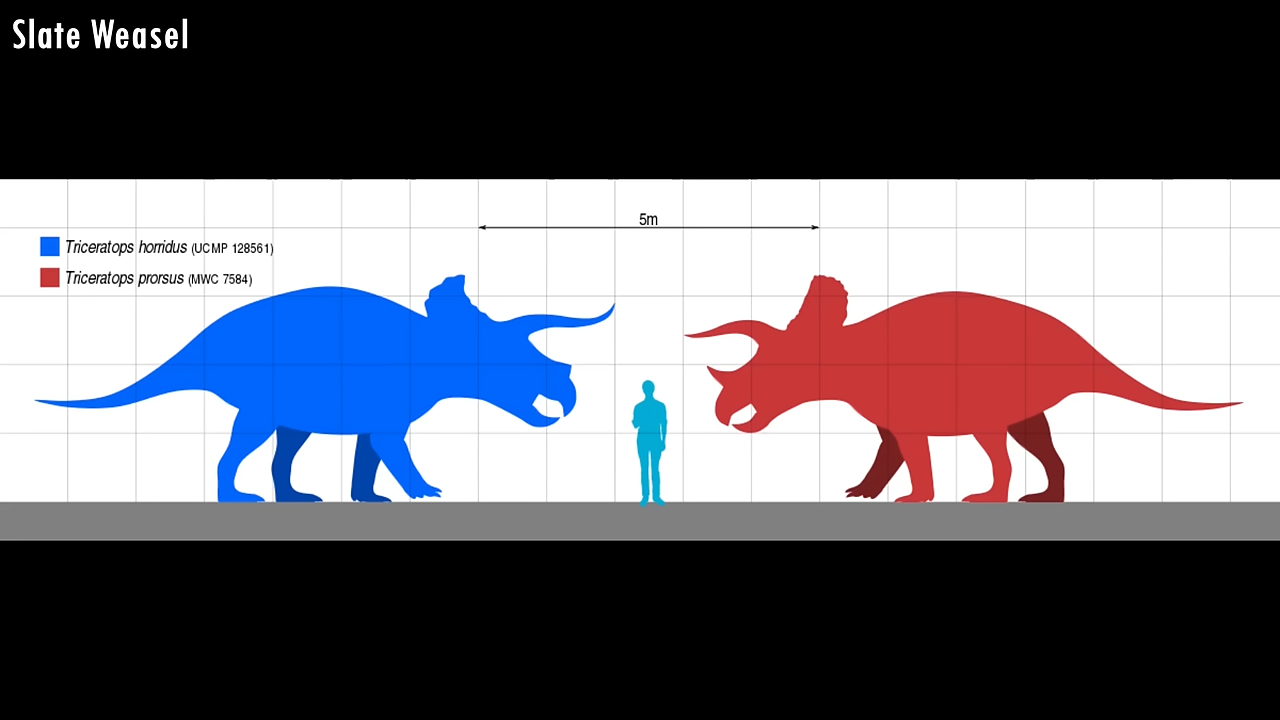 Slate Weasel
5m
Triceratops horridus (UCMP 128561)
Triceratops prorsus (MWC 7584)